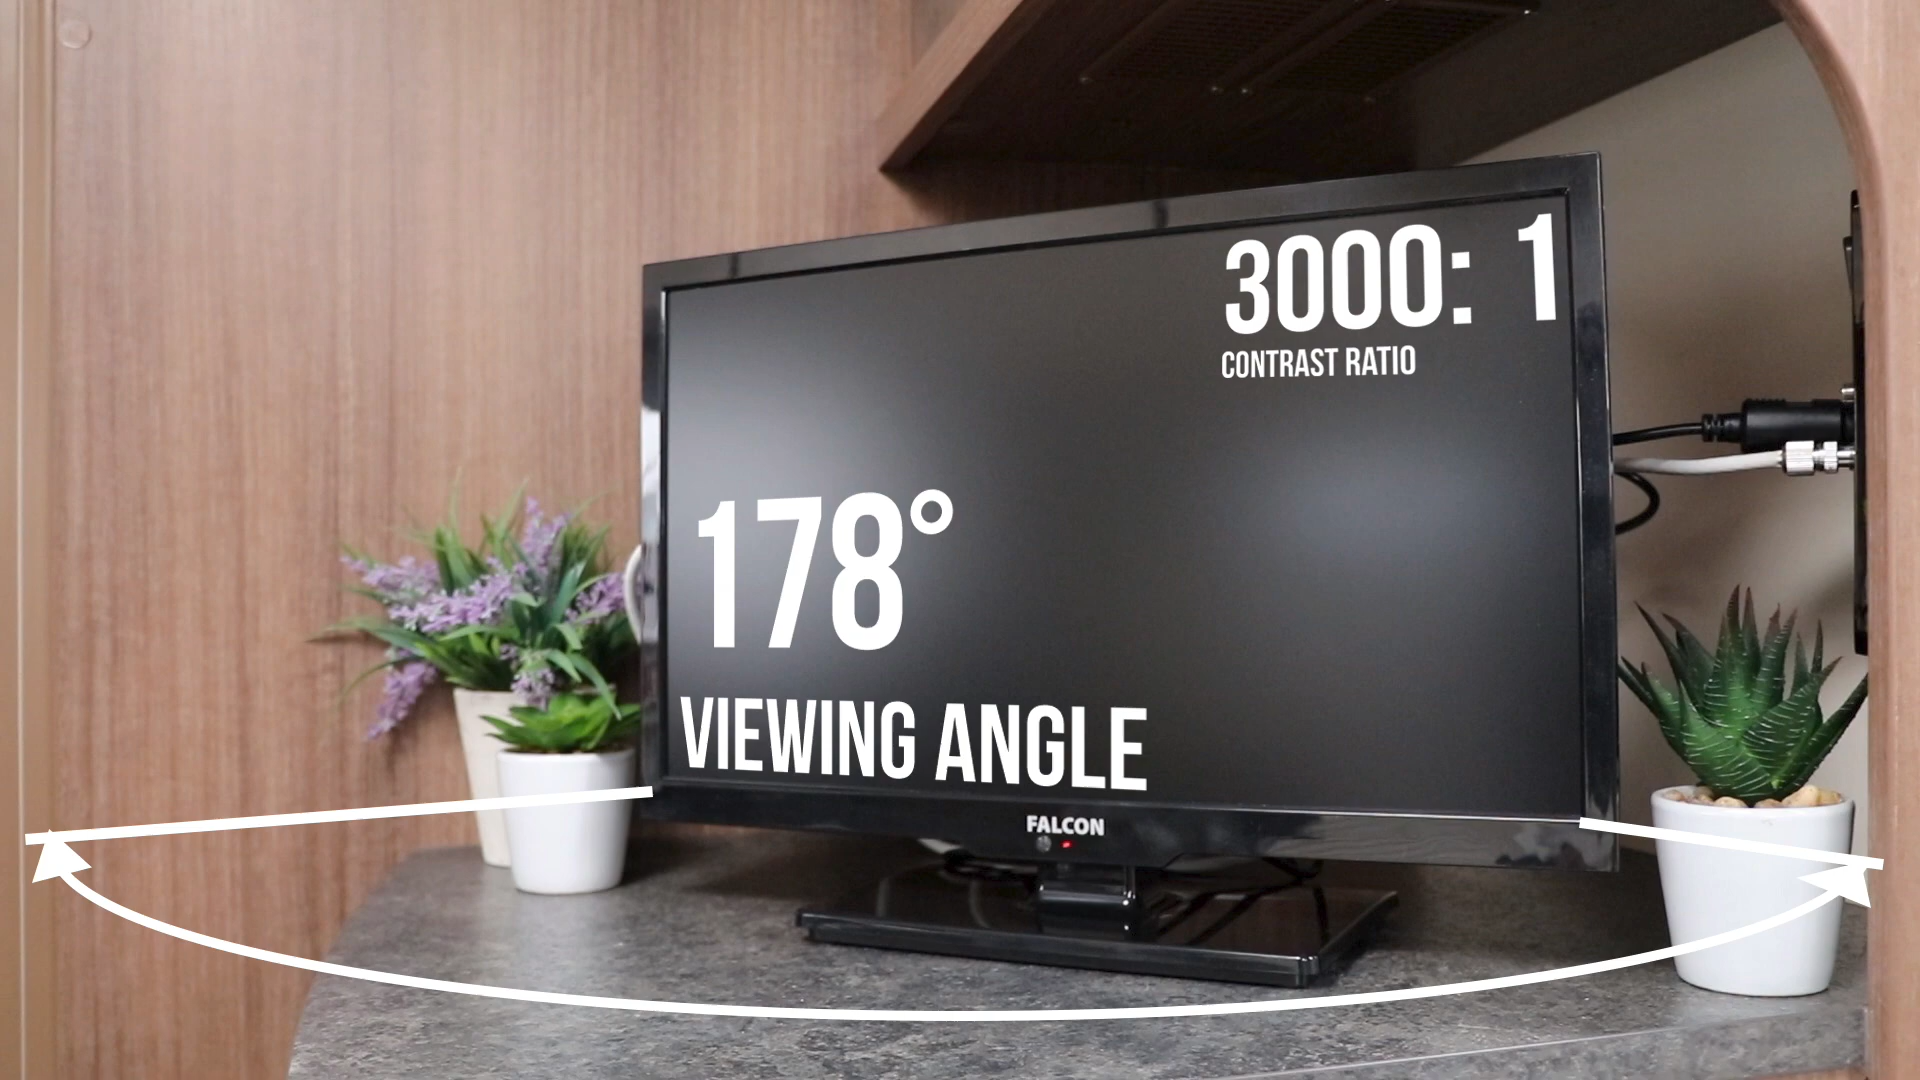 3000: 1
CONTRAST RATIO
178°
VIEWING ANGLE
FALCON